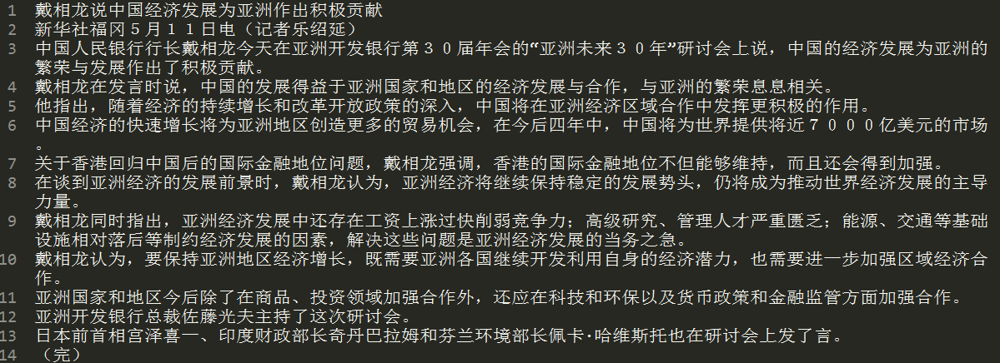 1 戴相龙说中国经济发展为亚洲作出积极贡献
2 新华社福冈５月１１日电（记者乐绍延）
3 中国人民银行行长戴相龙今天在亚洲开发银行第３０届年会的“亚洲未来３０年”研讨会上说，中国的经济发展为亚洲的
繁荣与发展作出了积极贡献。
4 戴相龙在发言时说，中国的发展得益于亚洲国家和地区的经济发展与合作，与亚洲的繁荣息息相关。
5 他指出，随着经济的持续增长和改革开放政策的深入，中国将在亚洲经济区域合作中发挥更积极的作用。
6 中国经济的快速增长将为亚洲地区创造更多的贸易机会，在今后四年中，中国将为世界提供将近７０００亿美元的市场
。
7 关于香港回归中国后的国际金融地位问题，戴相龙强调，香港的国际金融地位不但能够维持，而且还会得到加强。
8 在谈到亚洲经济的发展前景时，戴相龙认为，亚洲经济将继续保持稳定的发展势头，仍将成为推动世界经济发展的主导
力量。
9 戴相龙同时指出，亚洲经济发展中还存在工资上涨过快削弱竞争力；高级研究、管理人才严重匮乏；能源、交通等基础
设施相对落后等制约经济发展的因素，解决这些问题是亚洲经济发展的当务之急。
10 戴相龙认为，要保持亚洲地区经济增长，既需要亚洲各国继续开发利用自身的经济潜力，也需要进一步加强区域经济合
作。
11 亚洲国家和地区今后除了在商品、投资领域加强合作外，还应在科技和环保以及货币政策和金融监管方面加强合作。
12 亚洲开发银行总裁佐藤光夫主持了这次研讨会。
13 日本前首相宫泽喜一、印度财政部长奇丹巴拉姆和芬兰环境部长佩卡·哈维斯托也在研讨会上发了言。
14 （完）